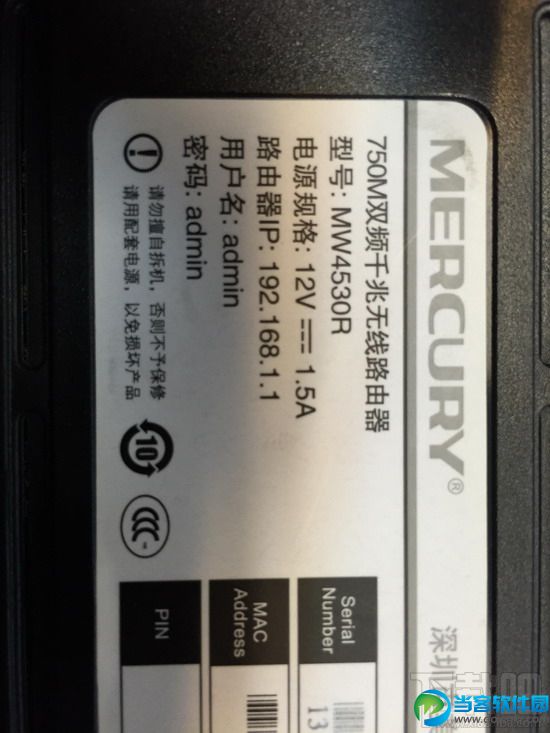 MERCURY®
深圳
750M双频千兆无线路由器
型号: MW4530R
电源规格: 12V⎓1.5A
路由器IP: 192.168.1.1
用户名: admin
密码: admin
请勿擅自拆机，否则不予保修
请用配套电源，以免损坏产品
10
CCC
Serial
Number
13
MAC
Address
PIN
当客软件园